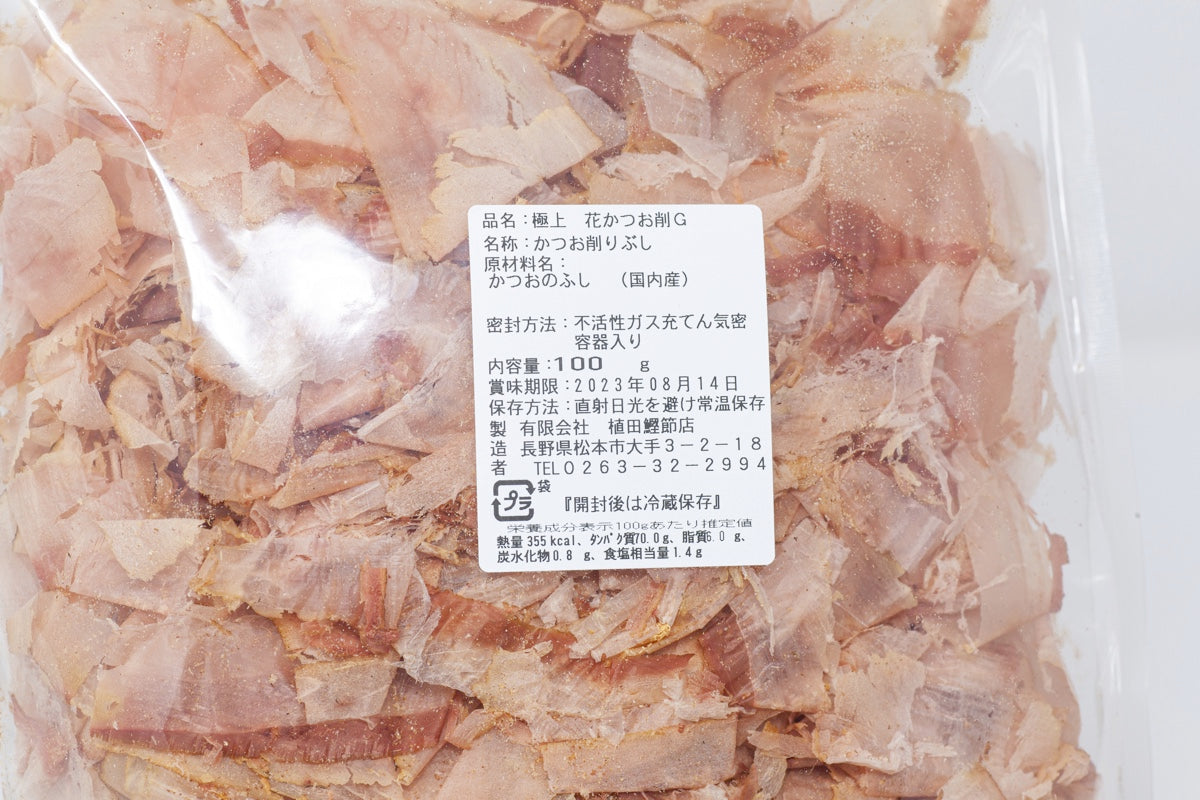 品名：極上　花かつお削Ｇ
名称：かつお削りぶし
原材料名：
かつおのふし　（国内産）
密封方法：不活性ガス充てん気密
容器入り
内容量：100　ｇ
賞味期限：2023年08月14日
保存方法：直射日光を避け常温保存
製　有限会社　植田鰹節店
造　長野県松本市大手３－２－１８
者　TEL０２６３－３２－２９９４
プラ　袋　『開封後は冷蔵保存』
栄養成分表示100gあたり推定値
熱量355kcal、ﾀﾝﾊﾟｸ質70.0g、脂質6.0 g、
炭水化物0.8 g、食塩相当量1.4g